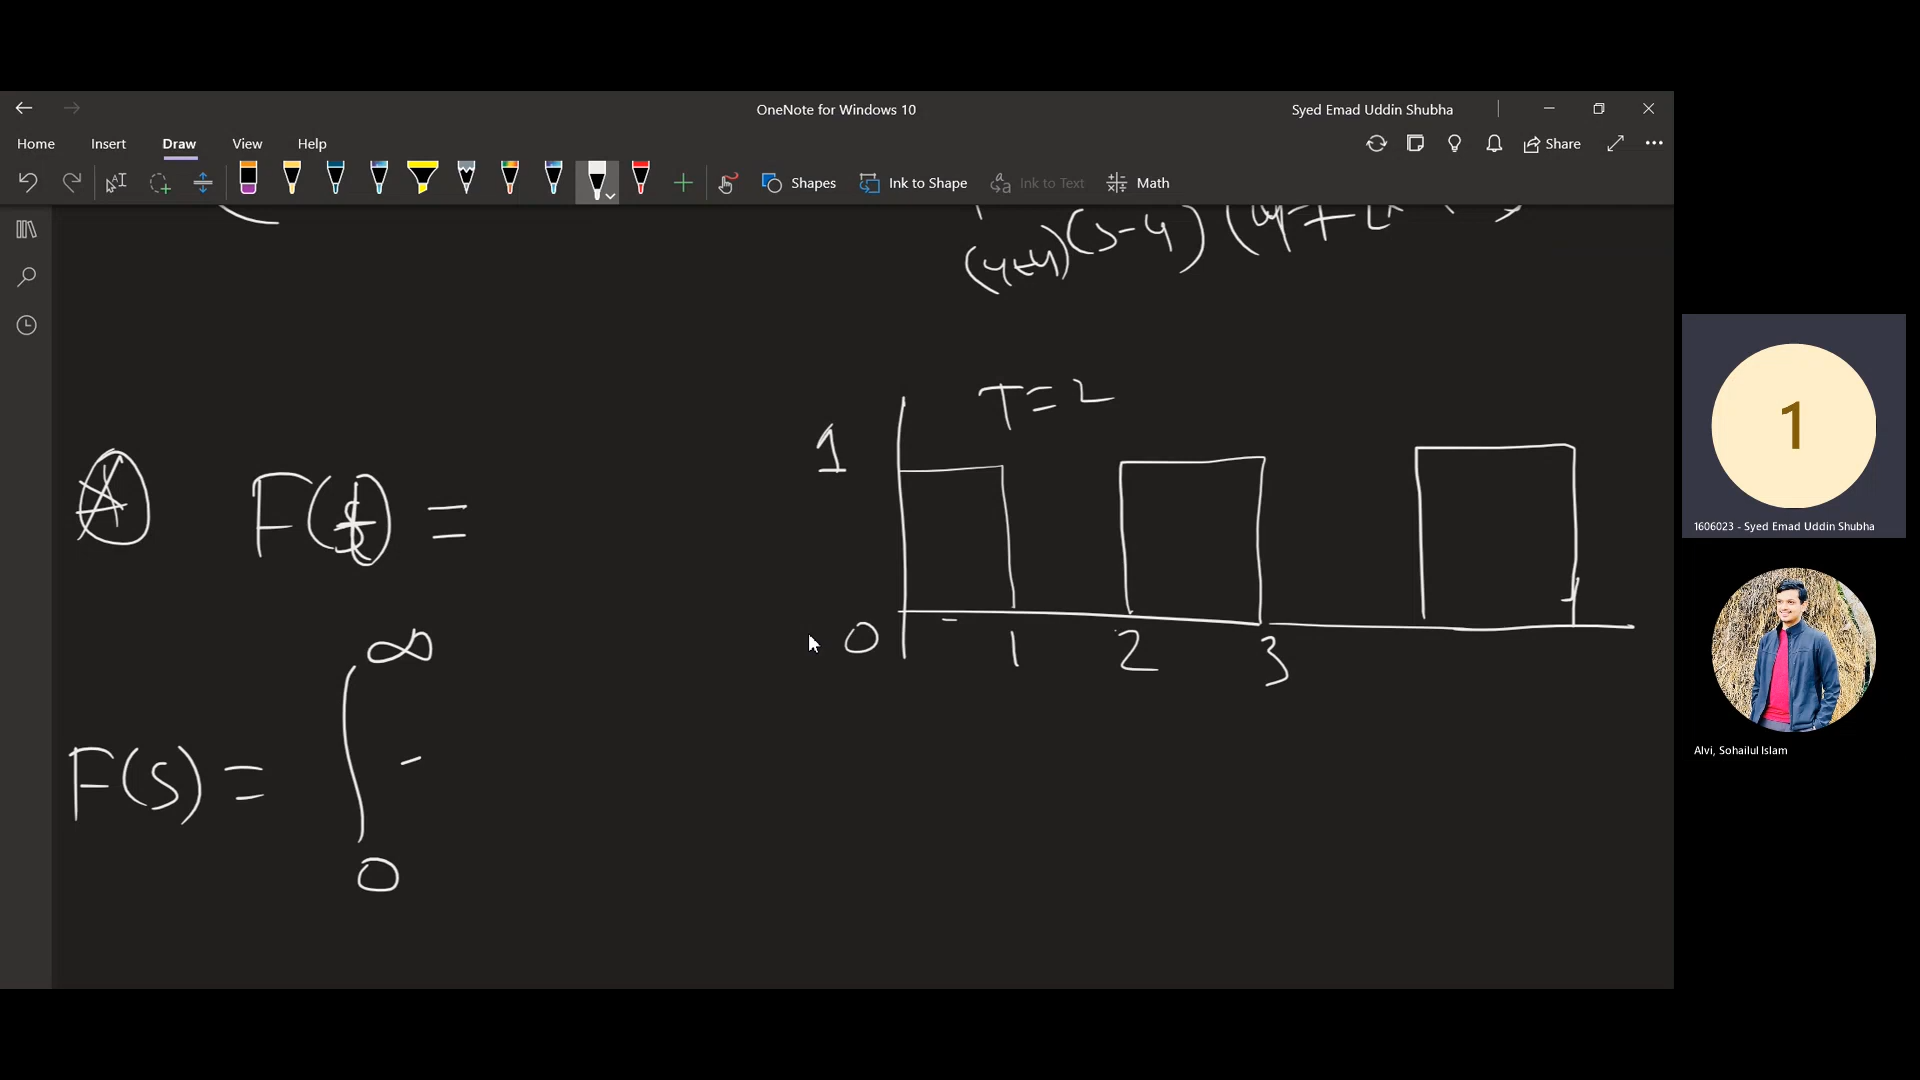 OneNote for Windows 10
Syed Emad Uddin Shubha
Home Insert Draw View Help
Share
Shapes Ink to Shape Ink to Text Math
(4+4)(s-4)
T=2
1
F(t) =
0 1 2 3
∞
F(s) = ∫
0
1
1606023 - Syed Emad Uddin Shubha
Alvi, Sohailul Islam